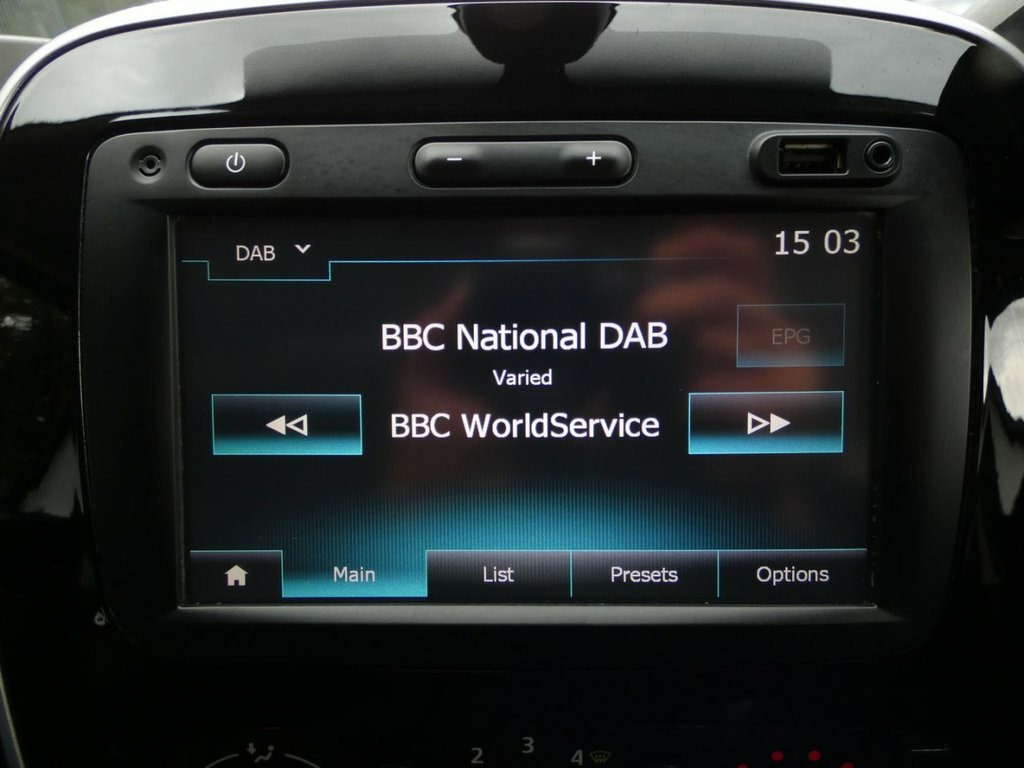 − +
DAB 15 03
BBC National DAB
EPG
Varied
BBC WorldService
Main List Presets Options
2 3 4